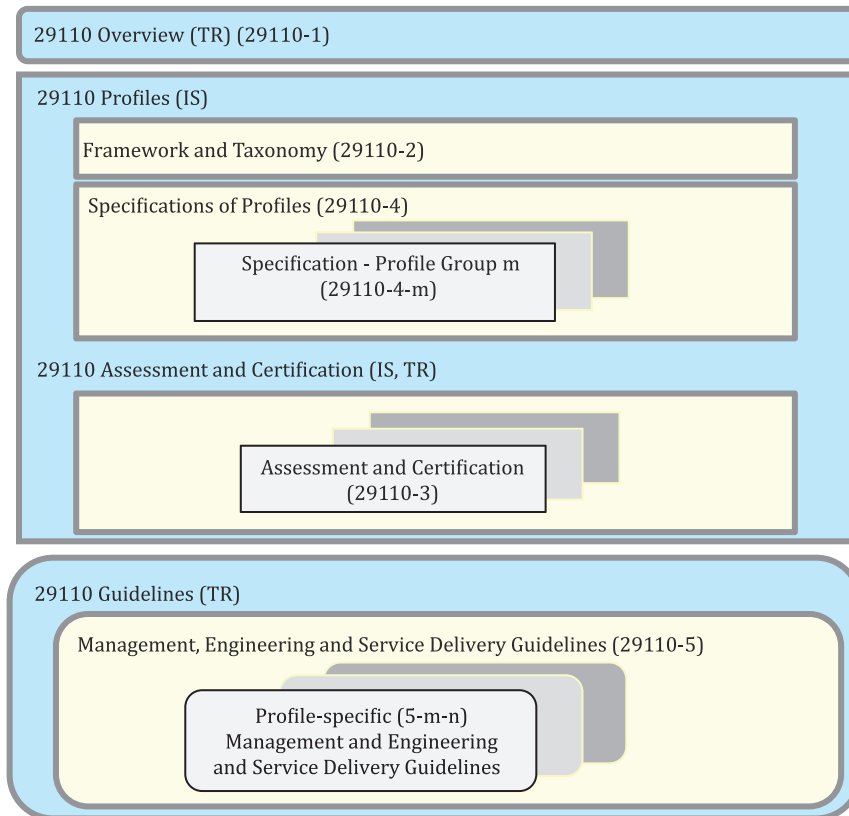 29110 Overview (TR) (29110-1)
29110 Profiles (IS)
Framework and Taxonomy (29110-2)
Specifications of Profiles (29110-4)
Specification - Profile Group m
(29110-4-m)
29110 Assessment and Certification (IS, TR)
Assessment and Certification
(29110-3)
29110 Guidelines (TR)
Management, Engineering and Service Delivery Guidelines (29110-5)
Profile-specific (5-m-n)
Management and Engineering
and Service Delivery Guidelines